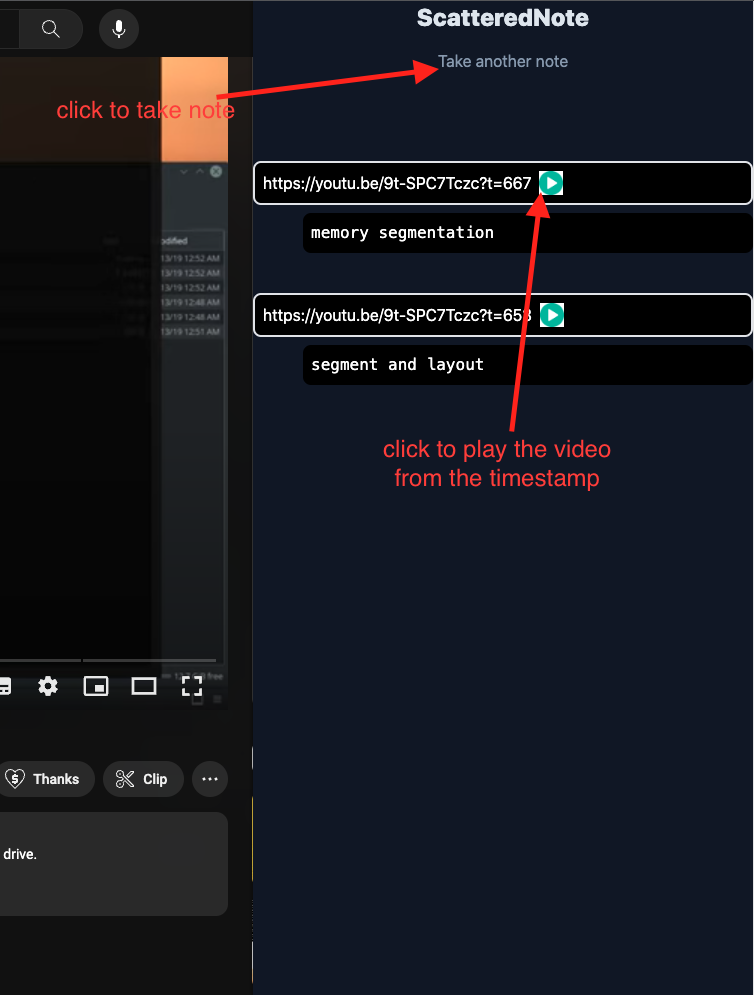 ScatteredNote
Take another note
click to take note
https://youtu.be/9t-SPC7Tczc?t=667
memory segmentation
https://youtu.be/9t-SPC7Tczc?t=653
segment and layout
click to play the video
from the timestamp
odified
13/19 12:52 AM
13/19 12:52 AM
13/19 12:52 AM
13/19 12:48 AM
13/19 12:48 AM
13/19 12:51 AM
Thanks
Clip
drive.